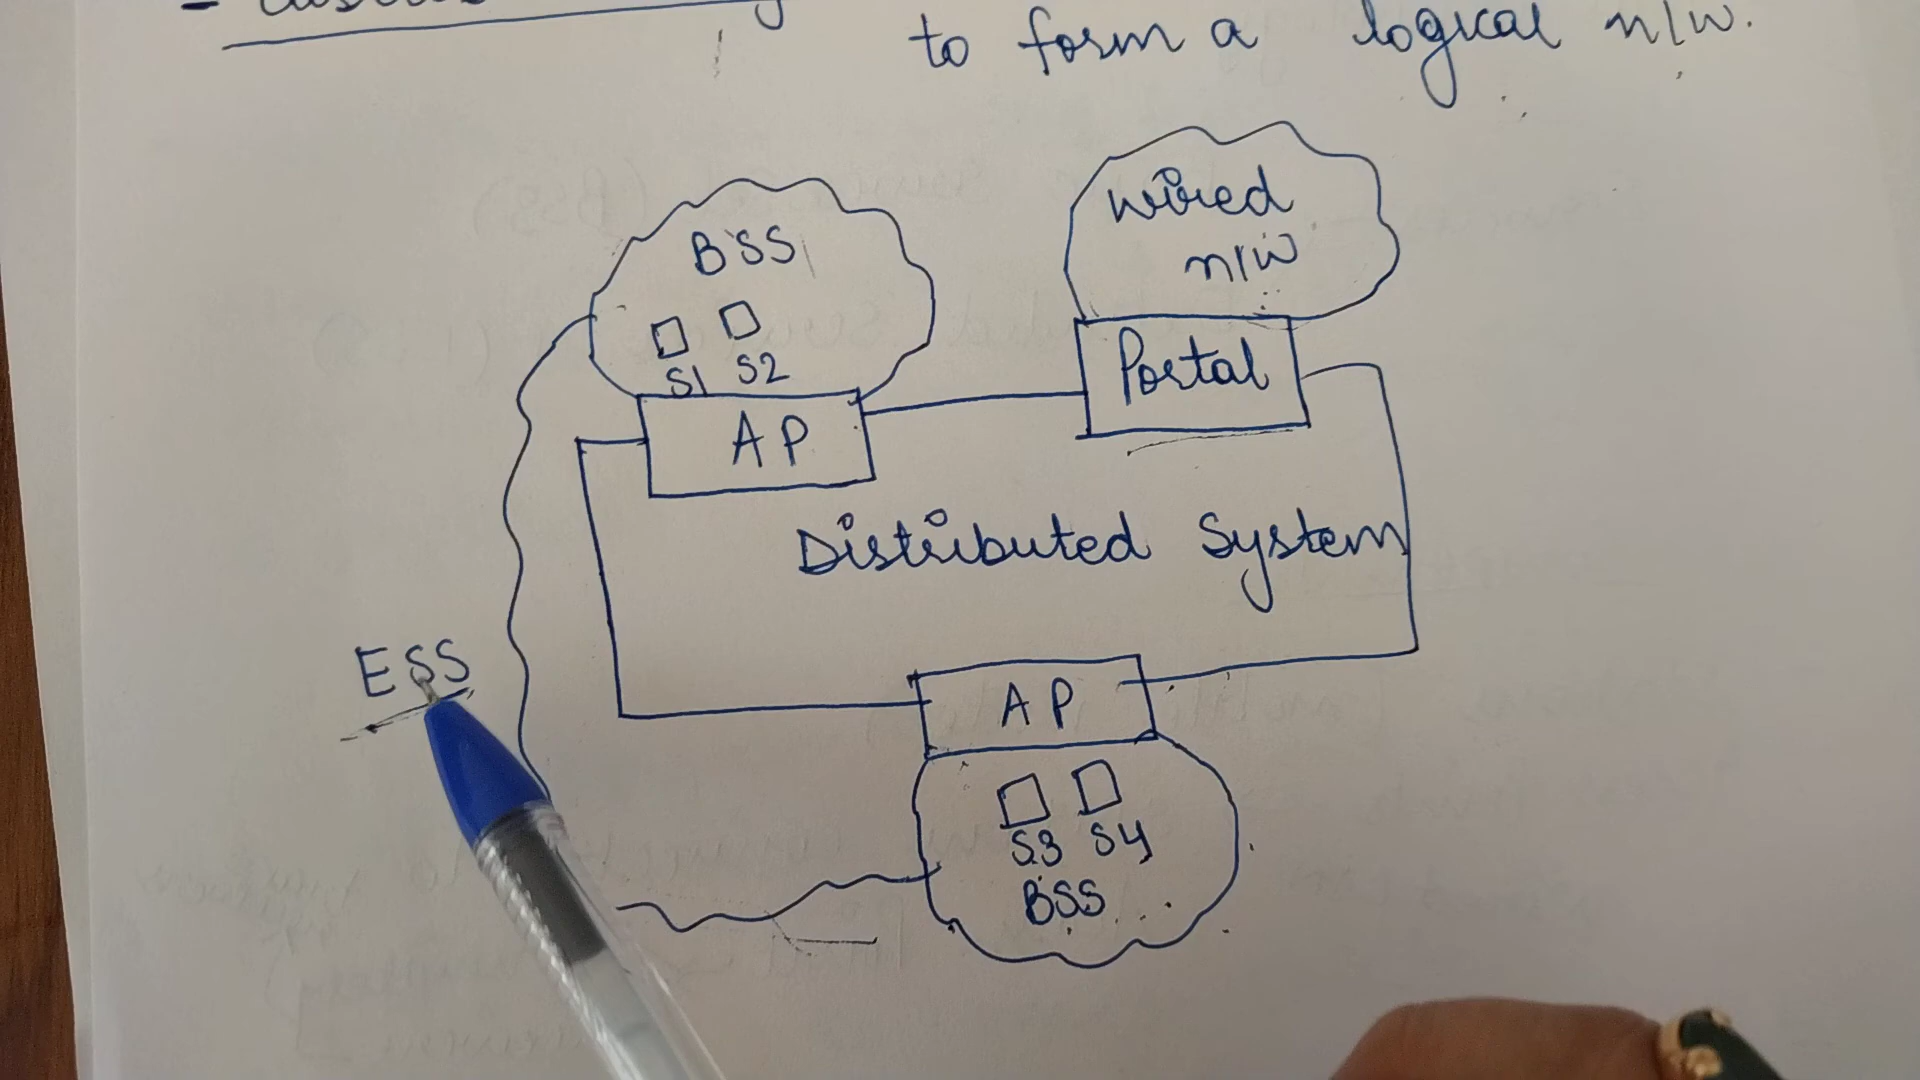 to form a logical n/w.
BSS
S1 S2
AP
wired
n/w
Portal
Distributed System
ESS
AP
S3 S4
BSS